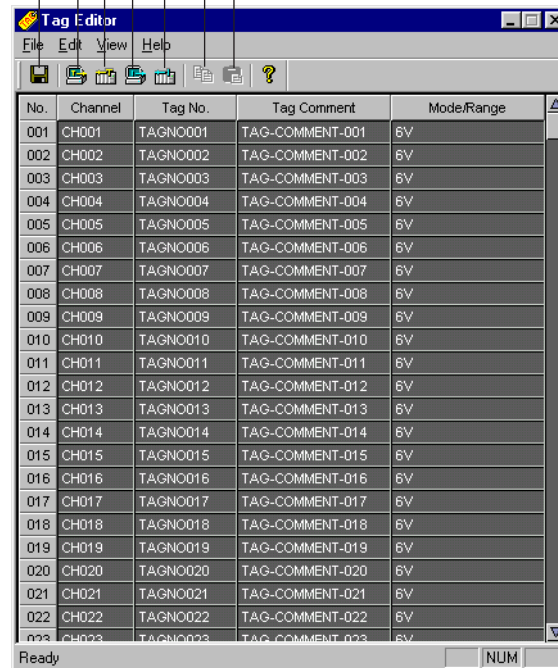 Tag Editor
File Edit View Help
No. Channel Tag No. Tag Comment Mode/Range
001 CH001 TAGNO001 TAG-COMMENT-001 6V
002 CH002 TAGNO002 TAG-COMMENT-002 6V
003 CH003 TAGNO003 TAG-COMMENT-003 6V
004 CH004 TAGNO004 TAG-COMMENT-004 6V
005 CH005 TAGNO005 TAG-COMMENT-005 6V
006 CH006 TAGNO006 TAG-COMMENT-006 6V
007 CH007 TAGNO007 TAG-COMMENT-007 6V
008 CH008 TAGNO008 TAG-COMMENT-008 6V
009 CH009 TAGNO009 TAG-COMMENT-009 6V
010 CH010 TAGNO010 TAG-COMMENT-010 6V
011 CH011 TAGNO011 TAG-COMMENT-011 6V
012 CH012 TAGNO012 TAG-COMMENT-012 6V
013 CH013 TAGNO013 TAG-COMMENT-013 6V
014 CH014 TAGNO014 TAG-COMMENT-014 6V
015 CH015 TAGNO015 TAG-COMMENT-015 6V
016 CH016 TAGNO016 TAG-COMMENT-016 6V
017 CH017 TAGNO017 TAG-COMMENT-017 6V
018 CH018 TAGNO018 TAG-COMMENT-018 6V
019 CH019 TAGNO019 TAG-COMMENT-019 6V
020 CH020 TAGNO020 TAG-COMMENT-020 6V
021 CH021 TAGNO021 TAG-COMMENT-021 6V
022 CH022 TAGNO022 TAG-COMMENT-022 6V
023 CH023 TAGNO023 TAG-COMMENT-023 6V
Ready NUM